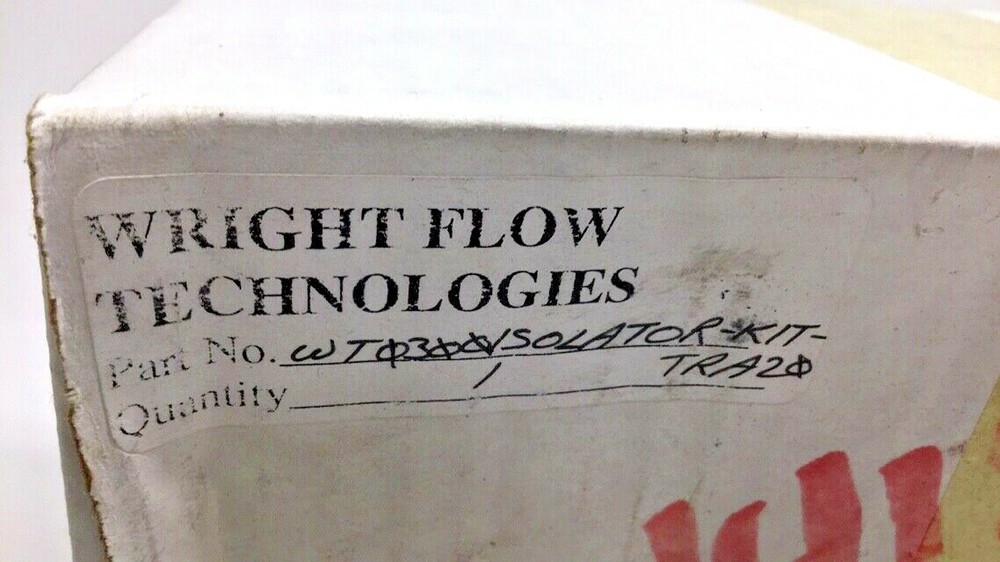 WRIGHT FLOW
TECHNOLOGIES
Part No. WTØ3ØØISOLATOR-KIT-
TRA2Ø
Quantity 1